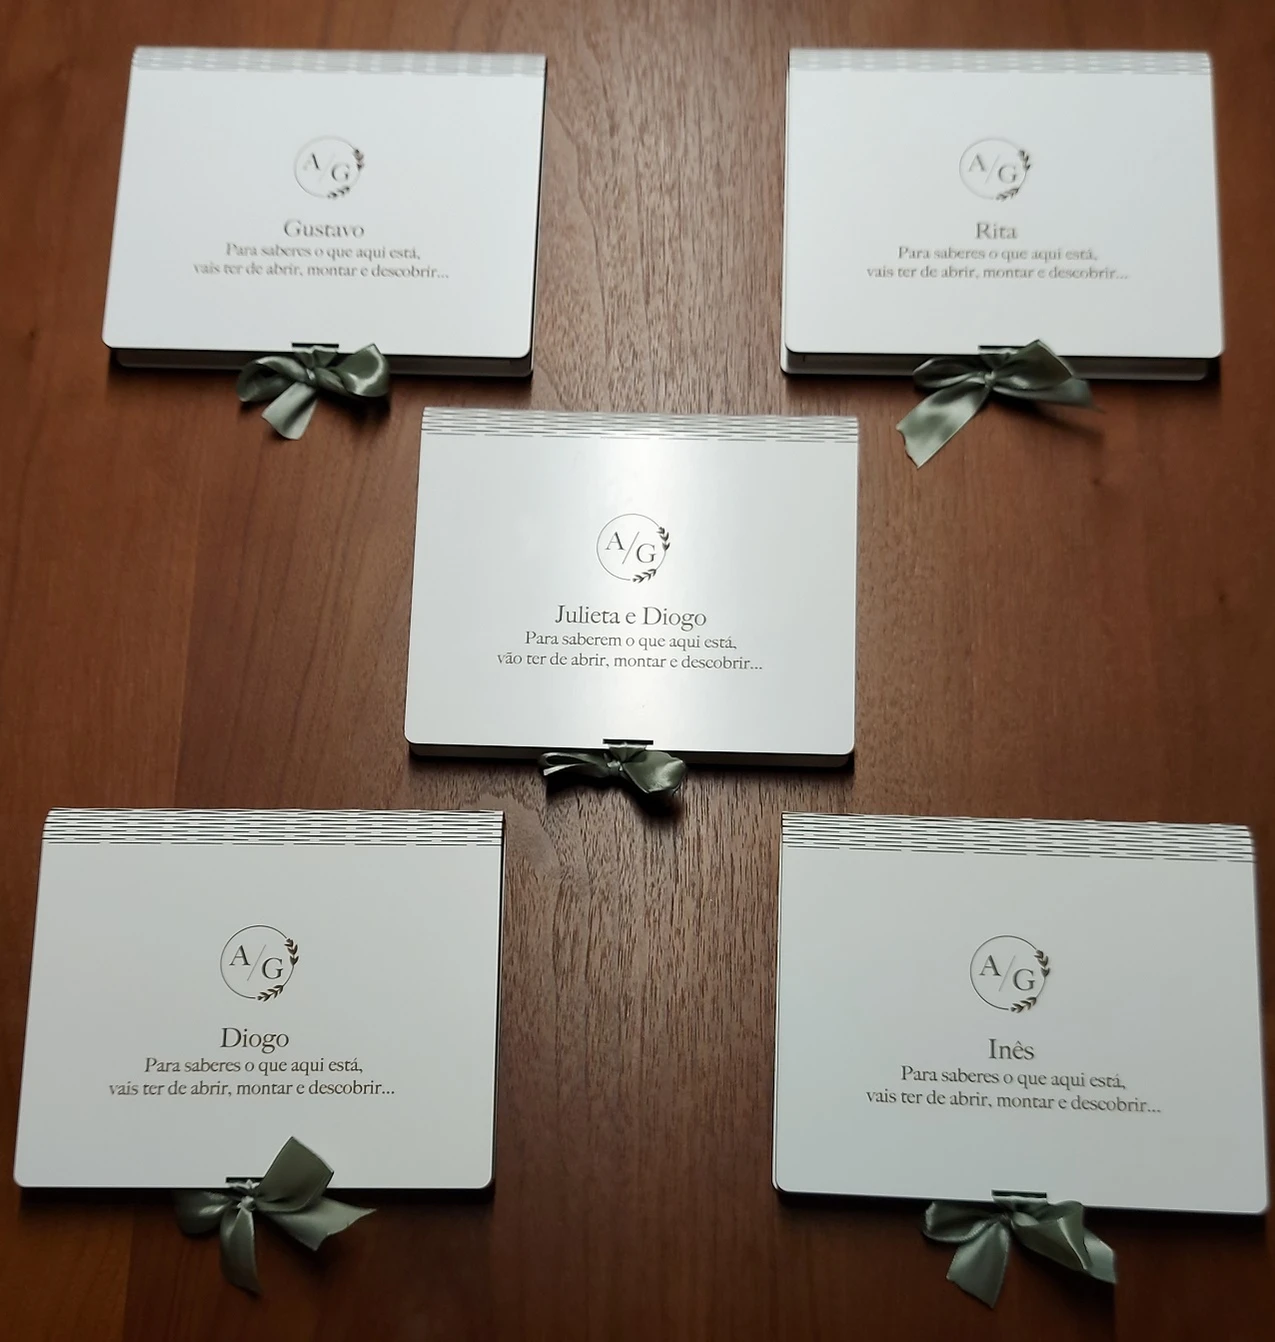 A/G
Gustavo
Para saberes o que aqui está,
vais ter de abrir, montar e descobrir...
A/G
Rita
Para saberes o que aqui está,
vais ter de abrir, montar e descobrir...
A/G
Julieta e Diogo
Para saberem o que aqui está,
vão ter de abrir, montar e descobrir...
A/G
Diogo
Para saberes o que aqui está,
vais ter de abrir, montar e descobrir...
A/G
Inês
Para saberes o que aqui está,
vais ter de abrir, montar e descobrir...